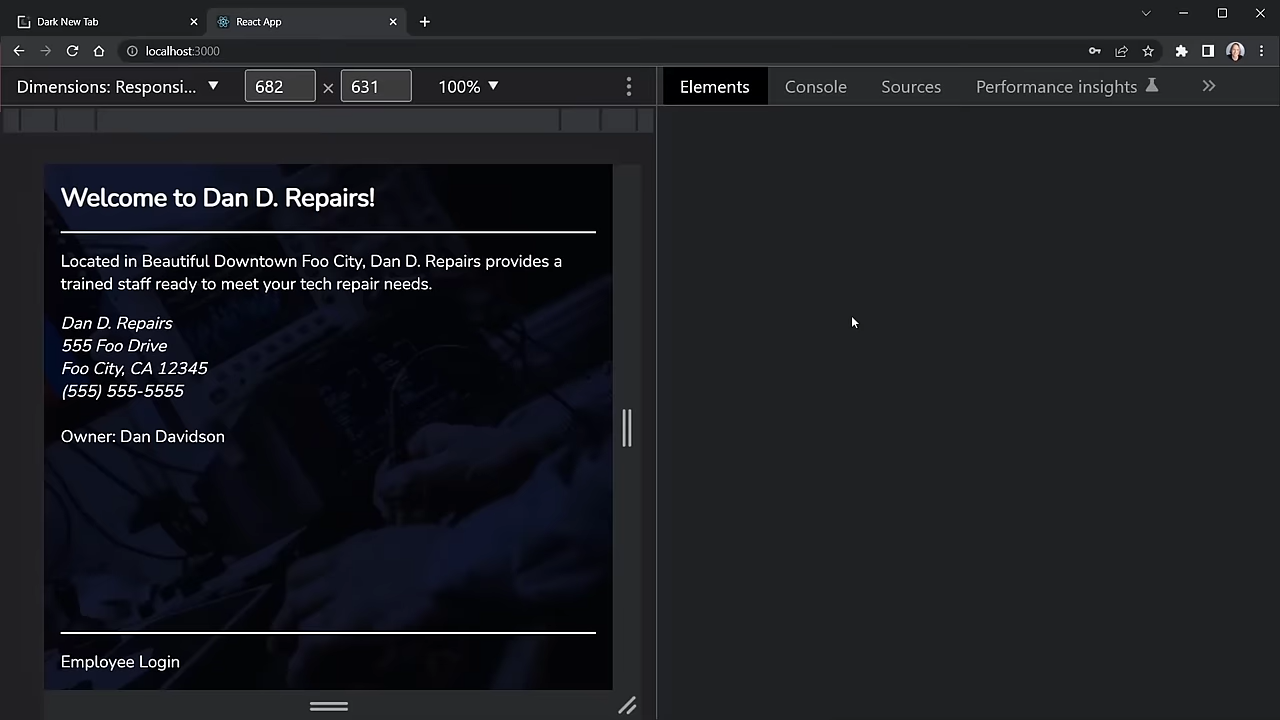 Dark New Tab
React App
localhost:3000
Dimensions: Responsi... 682 × 631 100%
Elements Console Sources Performance insights
Welcome to Dan D. Repairs!
Located in Beautiful Downtown Foo City, Dan D. Repairs provides a
trained staff ready to meet your tech repair needs.
Dan D. Repairs
555 Foo Drive
Foo City, CA 12345
(555) 555-5555
Owner: Dan Davidson
Employee Login